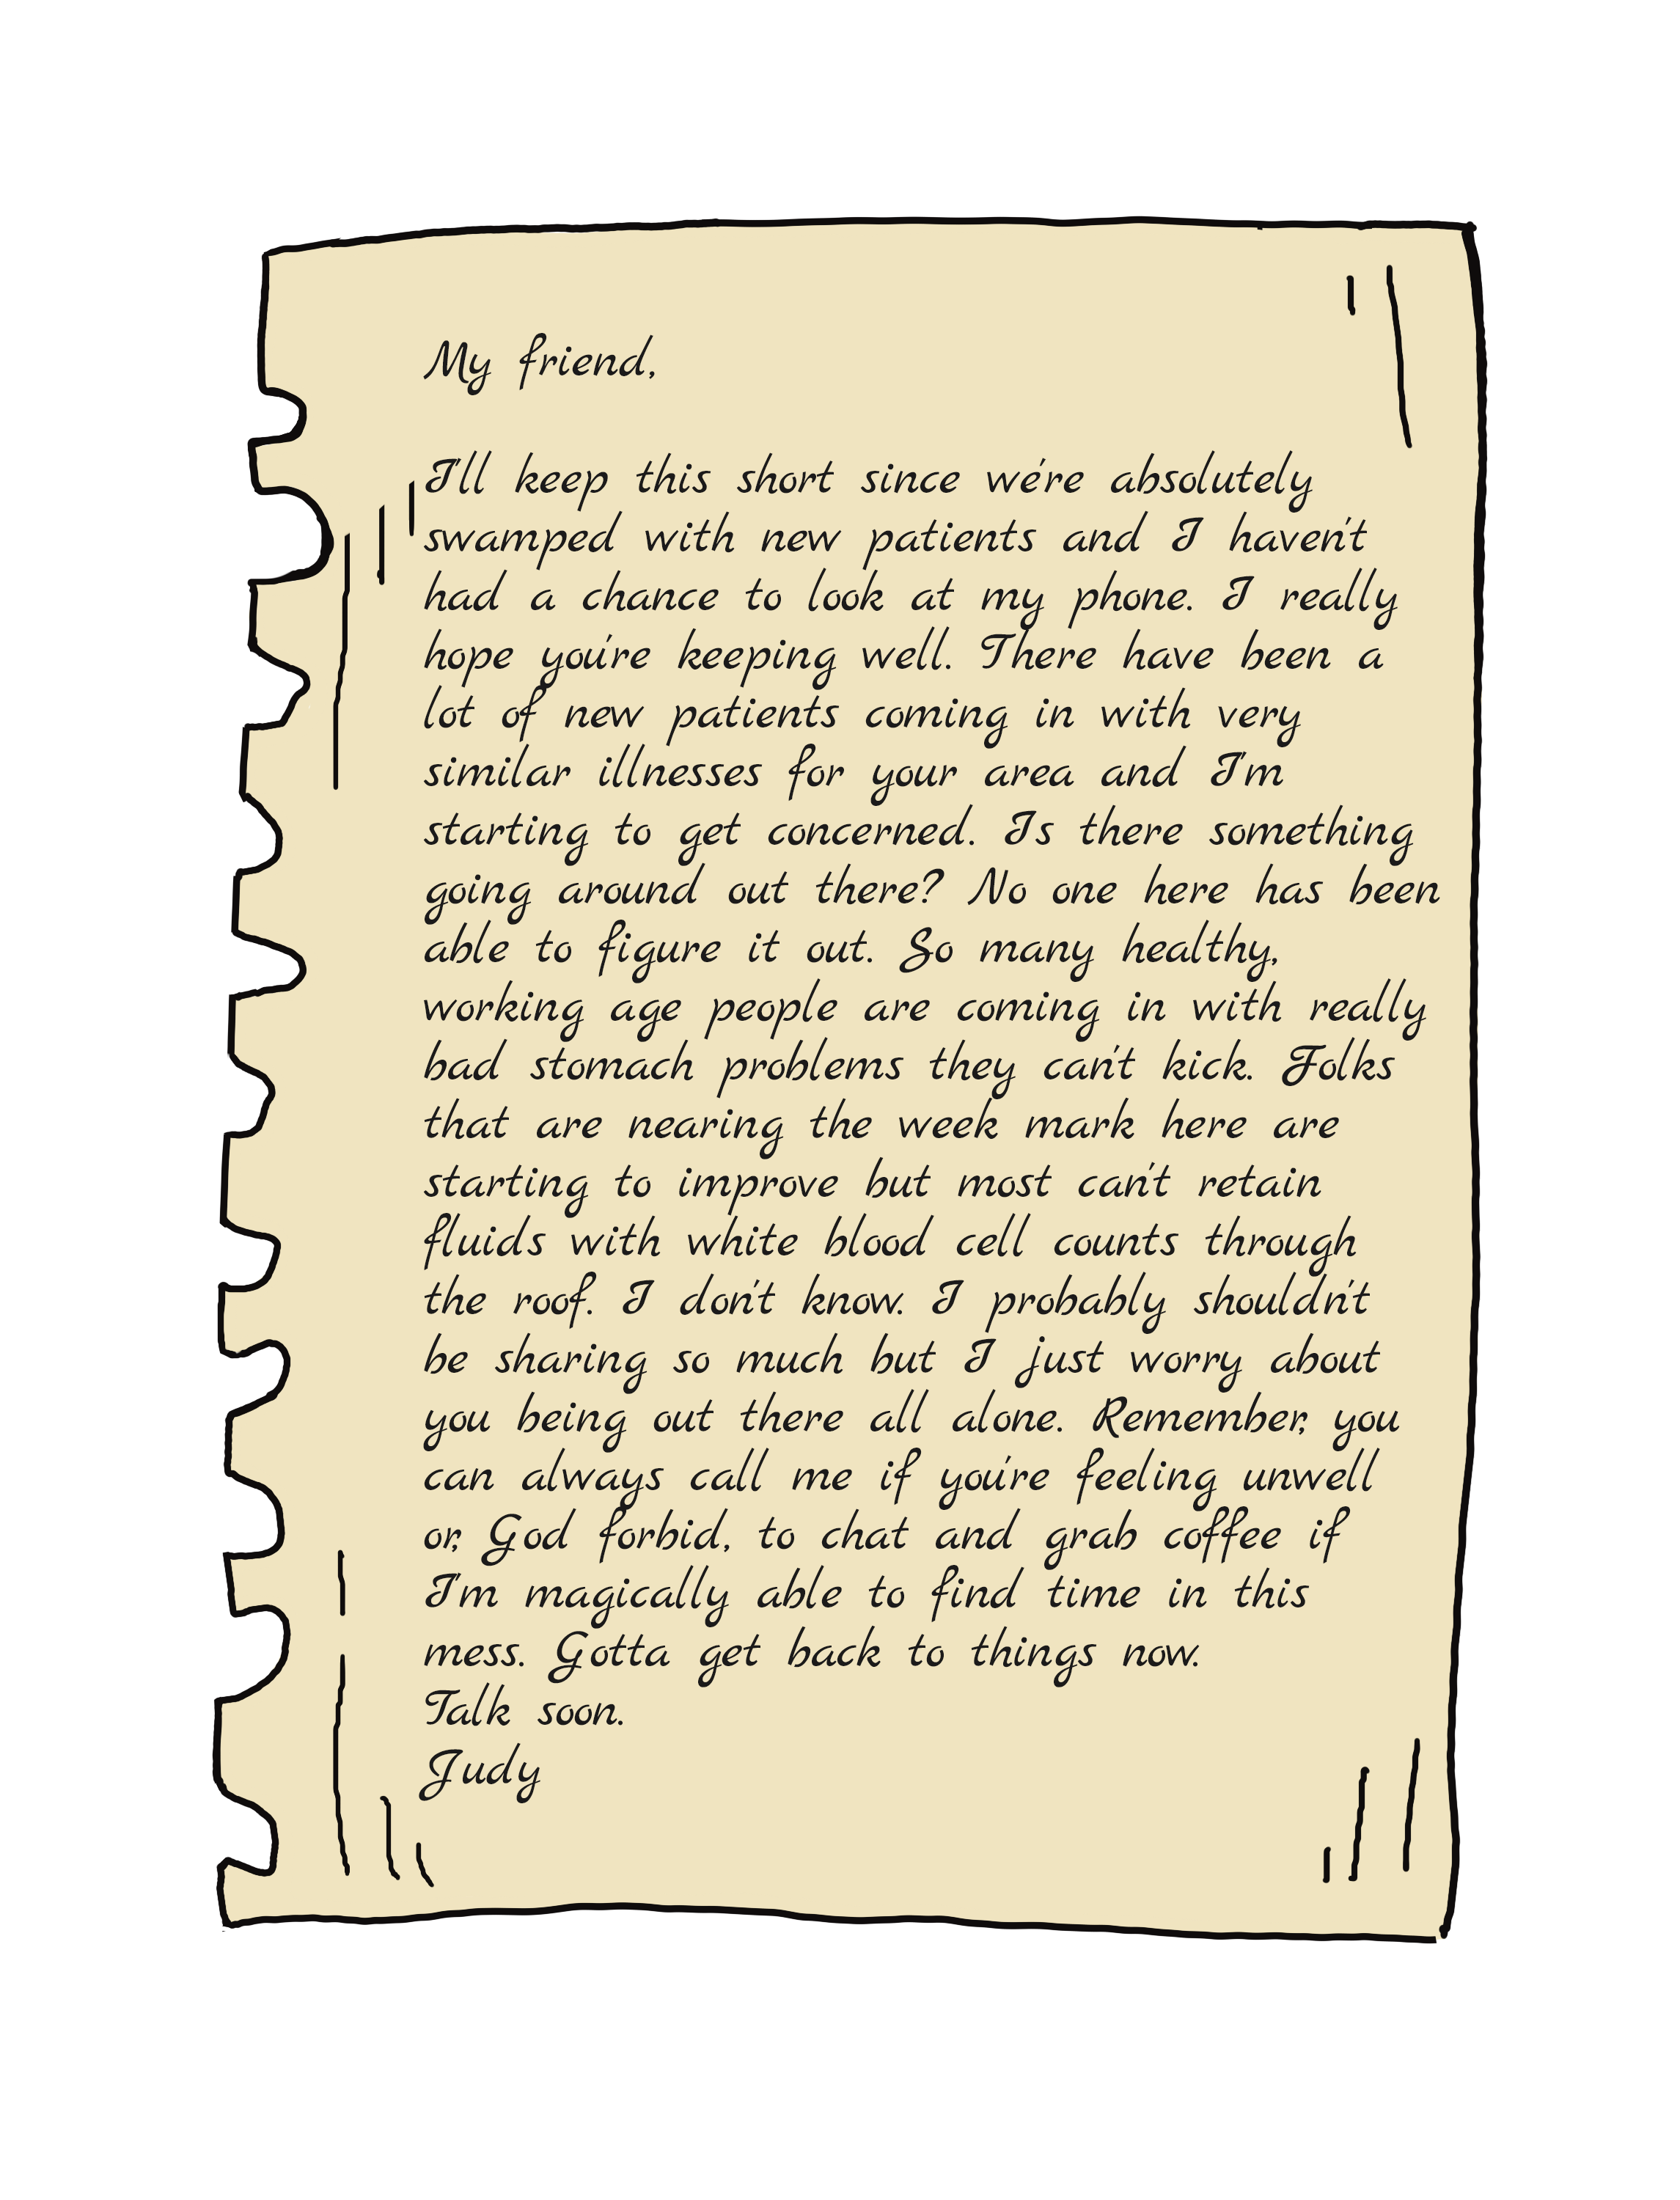 My friend,
I'll keep this short since we're absolutely
swamped with new patients and I haven't
had a chance to look at my phone. I really
hope you're keeping well. There have been a
lot of new patients coming in with very
similar illnesses for your area and I'm
starting to get concerned. Is there something
going around out there? No one here has been
able to figure it out. So many healthy,
working age people are coming in with really
bad stomach problems they can't kick. Folks
that are nearing the week mark here are
starting to improve but most can't retain
fluids with white blood cell counts through
the roof. I don't know. I probably shouldn't
be sharing so much but I just worry about
you being out there all alone. Remember, you
can always call me if you're feeling unwell
or, God forbid, to chat and grab coffee if
I'm magically able to find time in this
mess. Gotta get back to things now.
Talk soon.
Judy